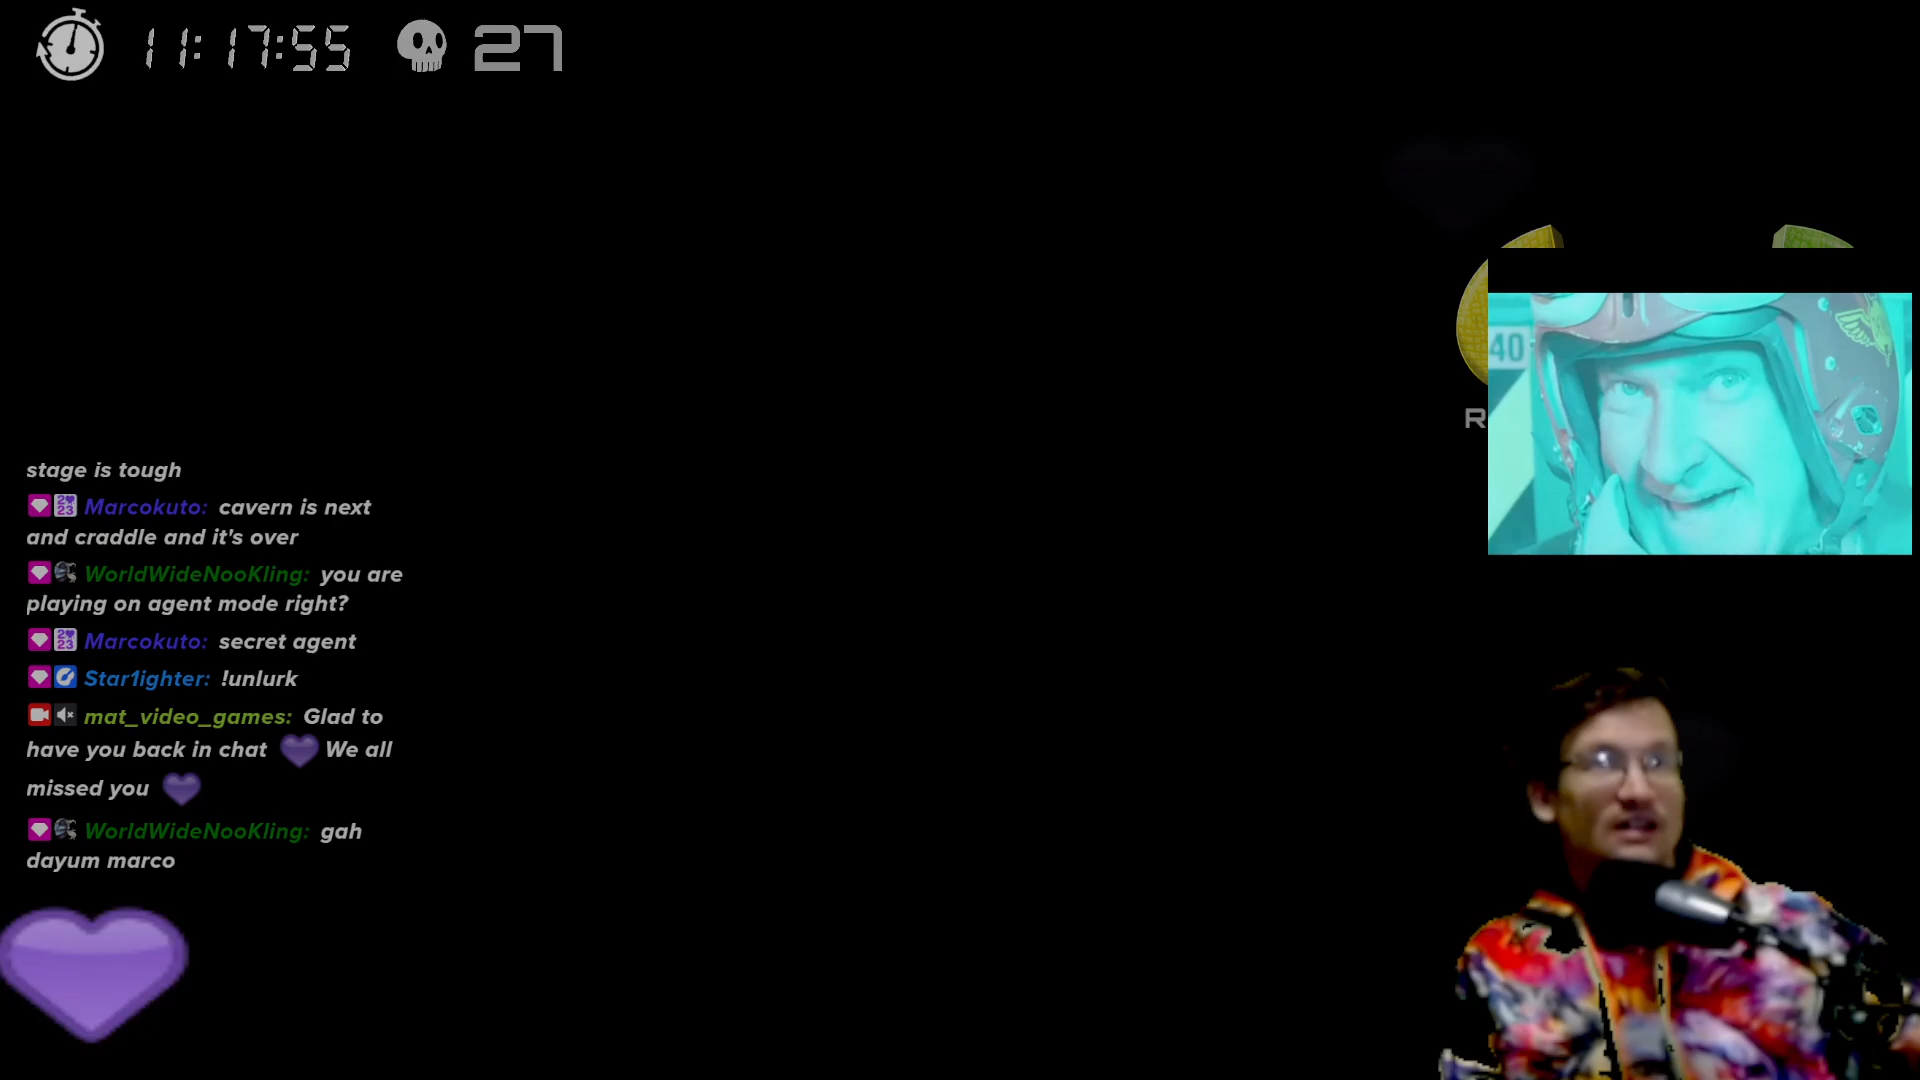 11:17:55 27
R
40
stage is tough
Marcokuto: cavern is next
and craddle and it's over
WorldWideNooKling: you are
playing on agent mode right?
Marcokuto: secret agent
Star1ighter: !unlurk
mat_video_games: Glad to
have you back in chat We all
missed you
WorldWideNooKling: gah
dayum marco